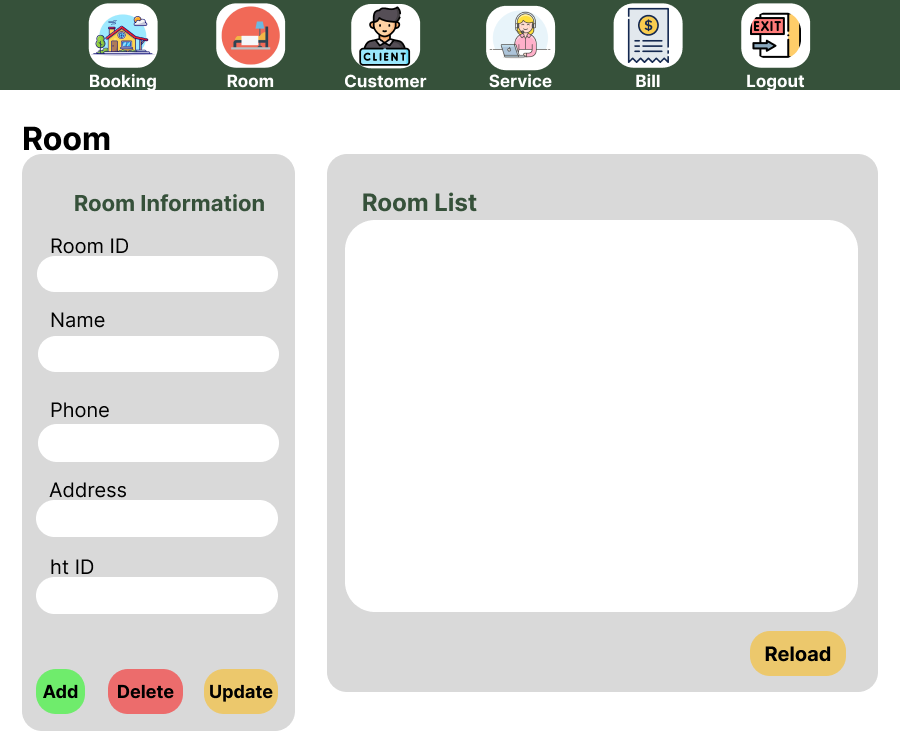 CLIENT
EXIT
Booking Room Customer Service Bill Logout
Room
Room Information
Room ID
Name
Phone
Address
ht ID
Add Delete Update
Room List
Reload